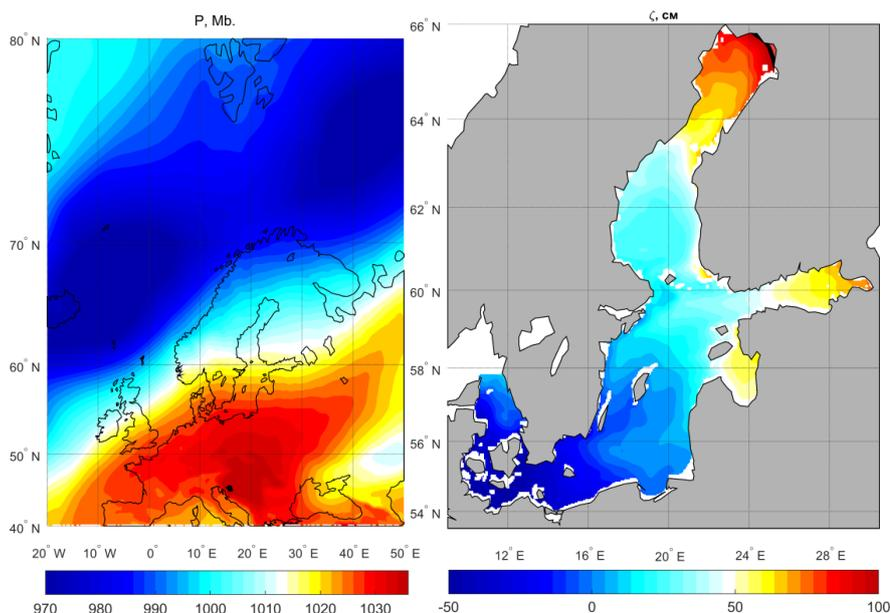 P, Mb.
80° N
70° N
60° N
50° N
40° N
20° W 10° W 0° 10° E 20° E 30° E 40° E 50° E
970 980 990 1000 1010 1020 1030
ζ, см
66° N
64° N
62° N
60° N
58° N
56° N
54° N
12° E 16° E 20° E 24° E 28° E
-50 0 50 100